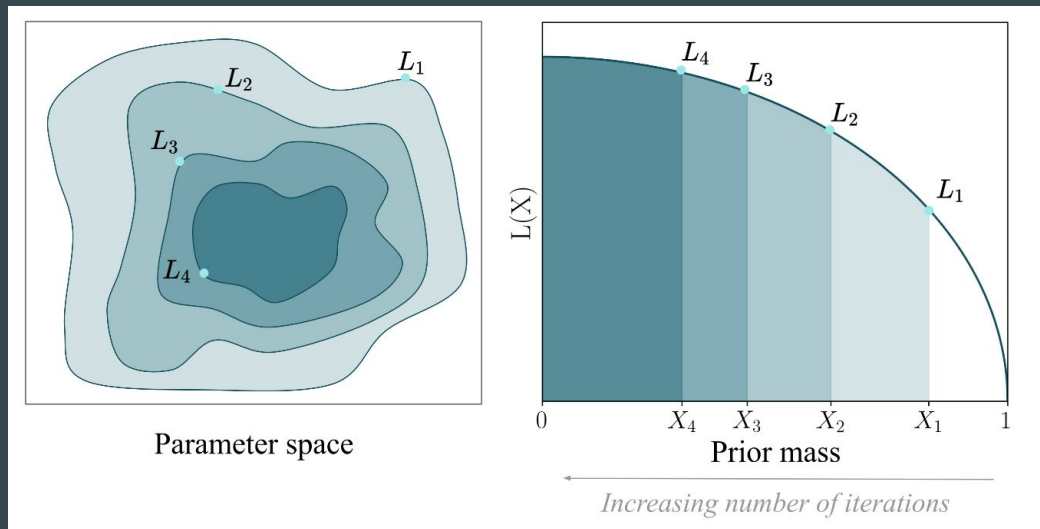 L₁
L₂
L₃
L₄
Parameter space
L(X)
L₄
L₃
L₂
L₁
0 X₄ X₃ X₂ X₁ 1
Prior mass
Increasing number of iterations